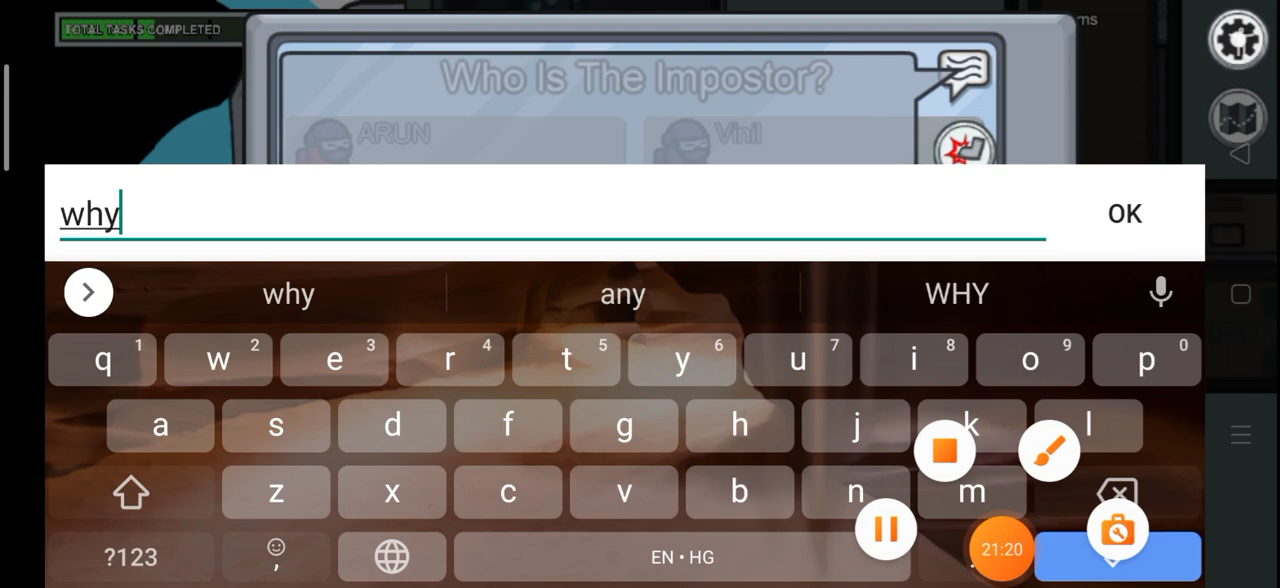 TOTAL TASKS COMPLETED
ms
Who Is The Impostor?
ARUN Vinil
why OK
why any WHY
q 1 w 2 e 3 r 4 t 5 y 6 u 7 i 8 o 9 p 0
a s d f g h j k l
z x c v b n m
?123 , EN • HG . 21:20